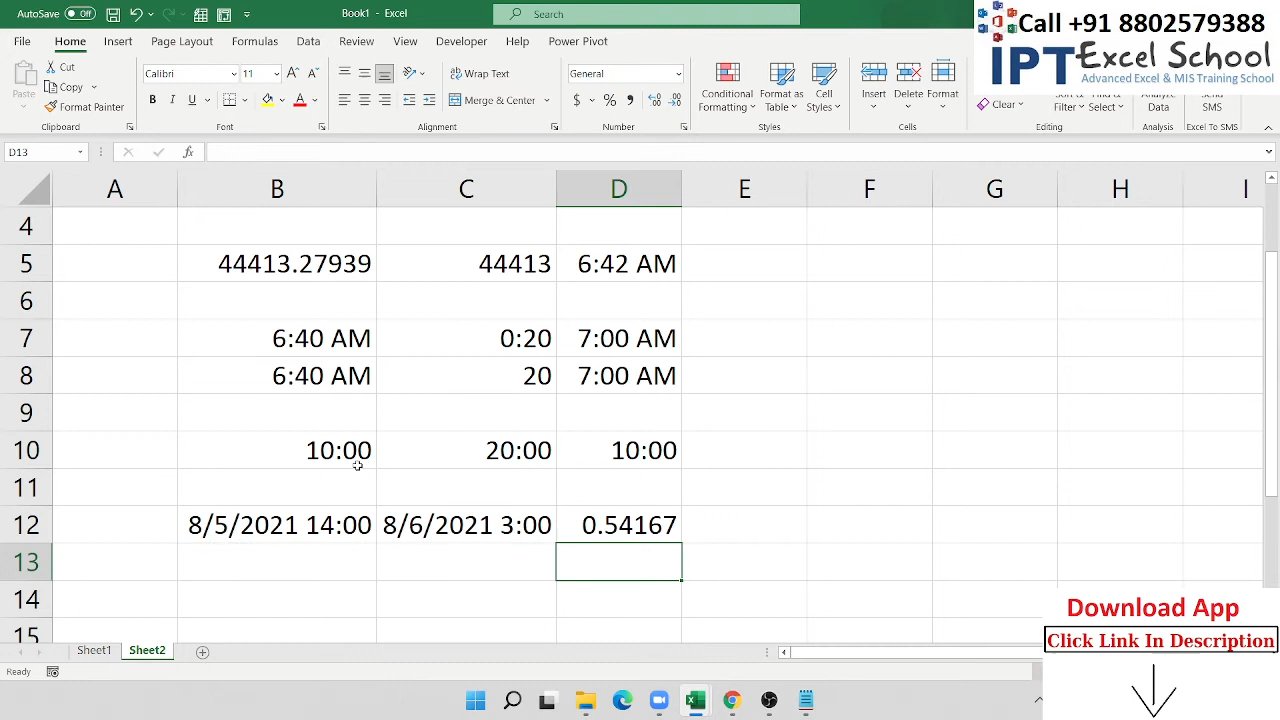 AutoSave Off Book1 - Excel Search
Call +91 8802579388
IPT Excel School
Advanced Excel & MIS Training School
File Home Insert Page Layout Formulas Data Review View Developer Help Power Pivot
Paste Cut Copy Format Painter
Calibri 11 Wrap Text Merge & Center
General
Conditional Formatting Format as Table Cell Styles
Insert Delete Format
Clear Filter Select Data SMS
Clipboard Font Alignment Number Styles Cells Editing Analysis Excel To SMS
D13 fx
A B C D E F G H I
4
5 44413.27939 44413 6:42 AM
6
7 6:40 AM 0:20 7:00 AM
8 6:40 AM 20 7:00 AM
9
10 10:00 20:00 10:00
11
12 8/5/2021 14:00 8/6/2021 3:00 0.54167
13
14
15
Download App
Click Link In Description
Sheet1 Sheet2
Ready